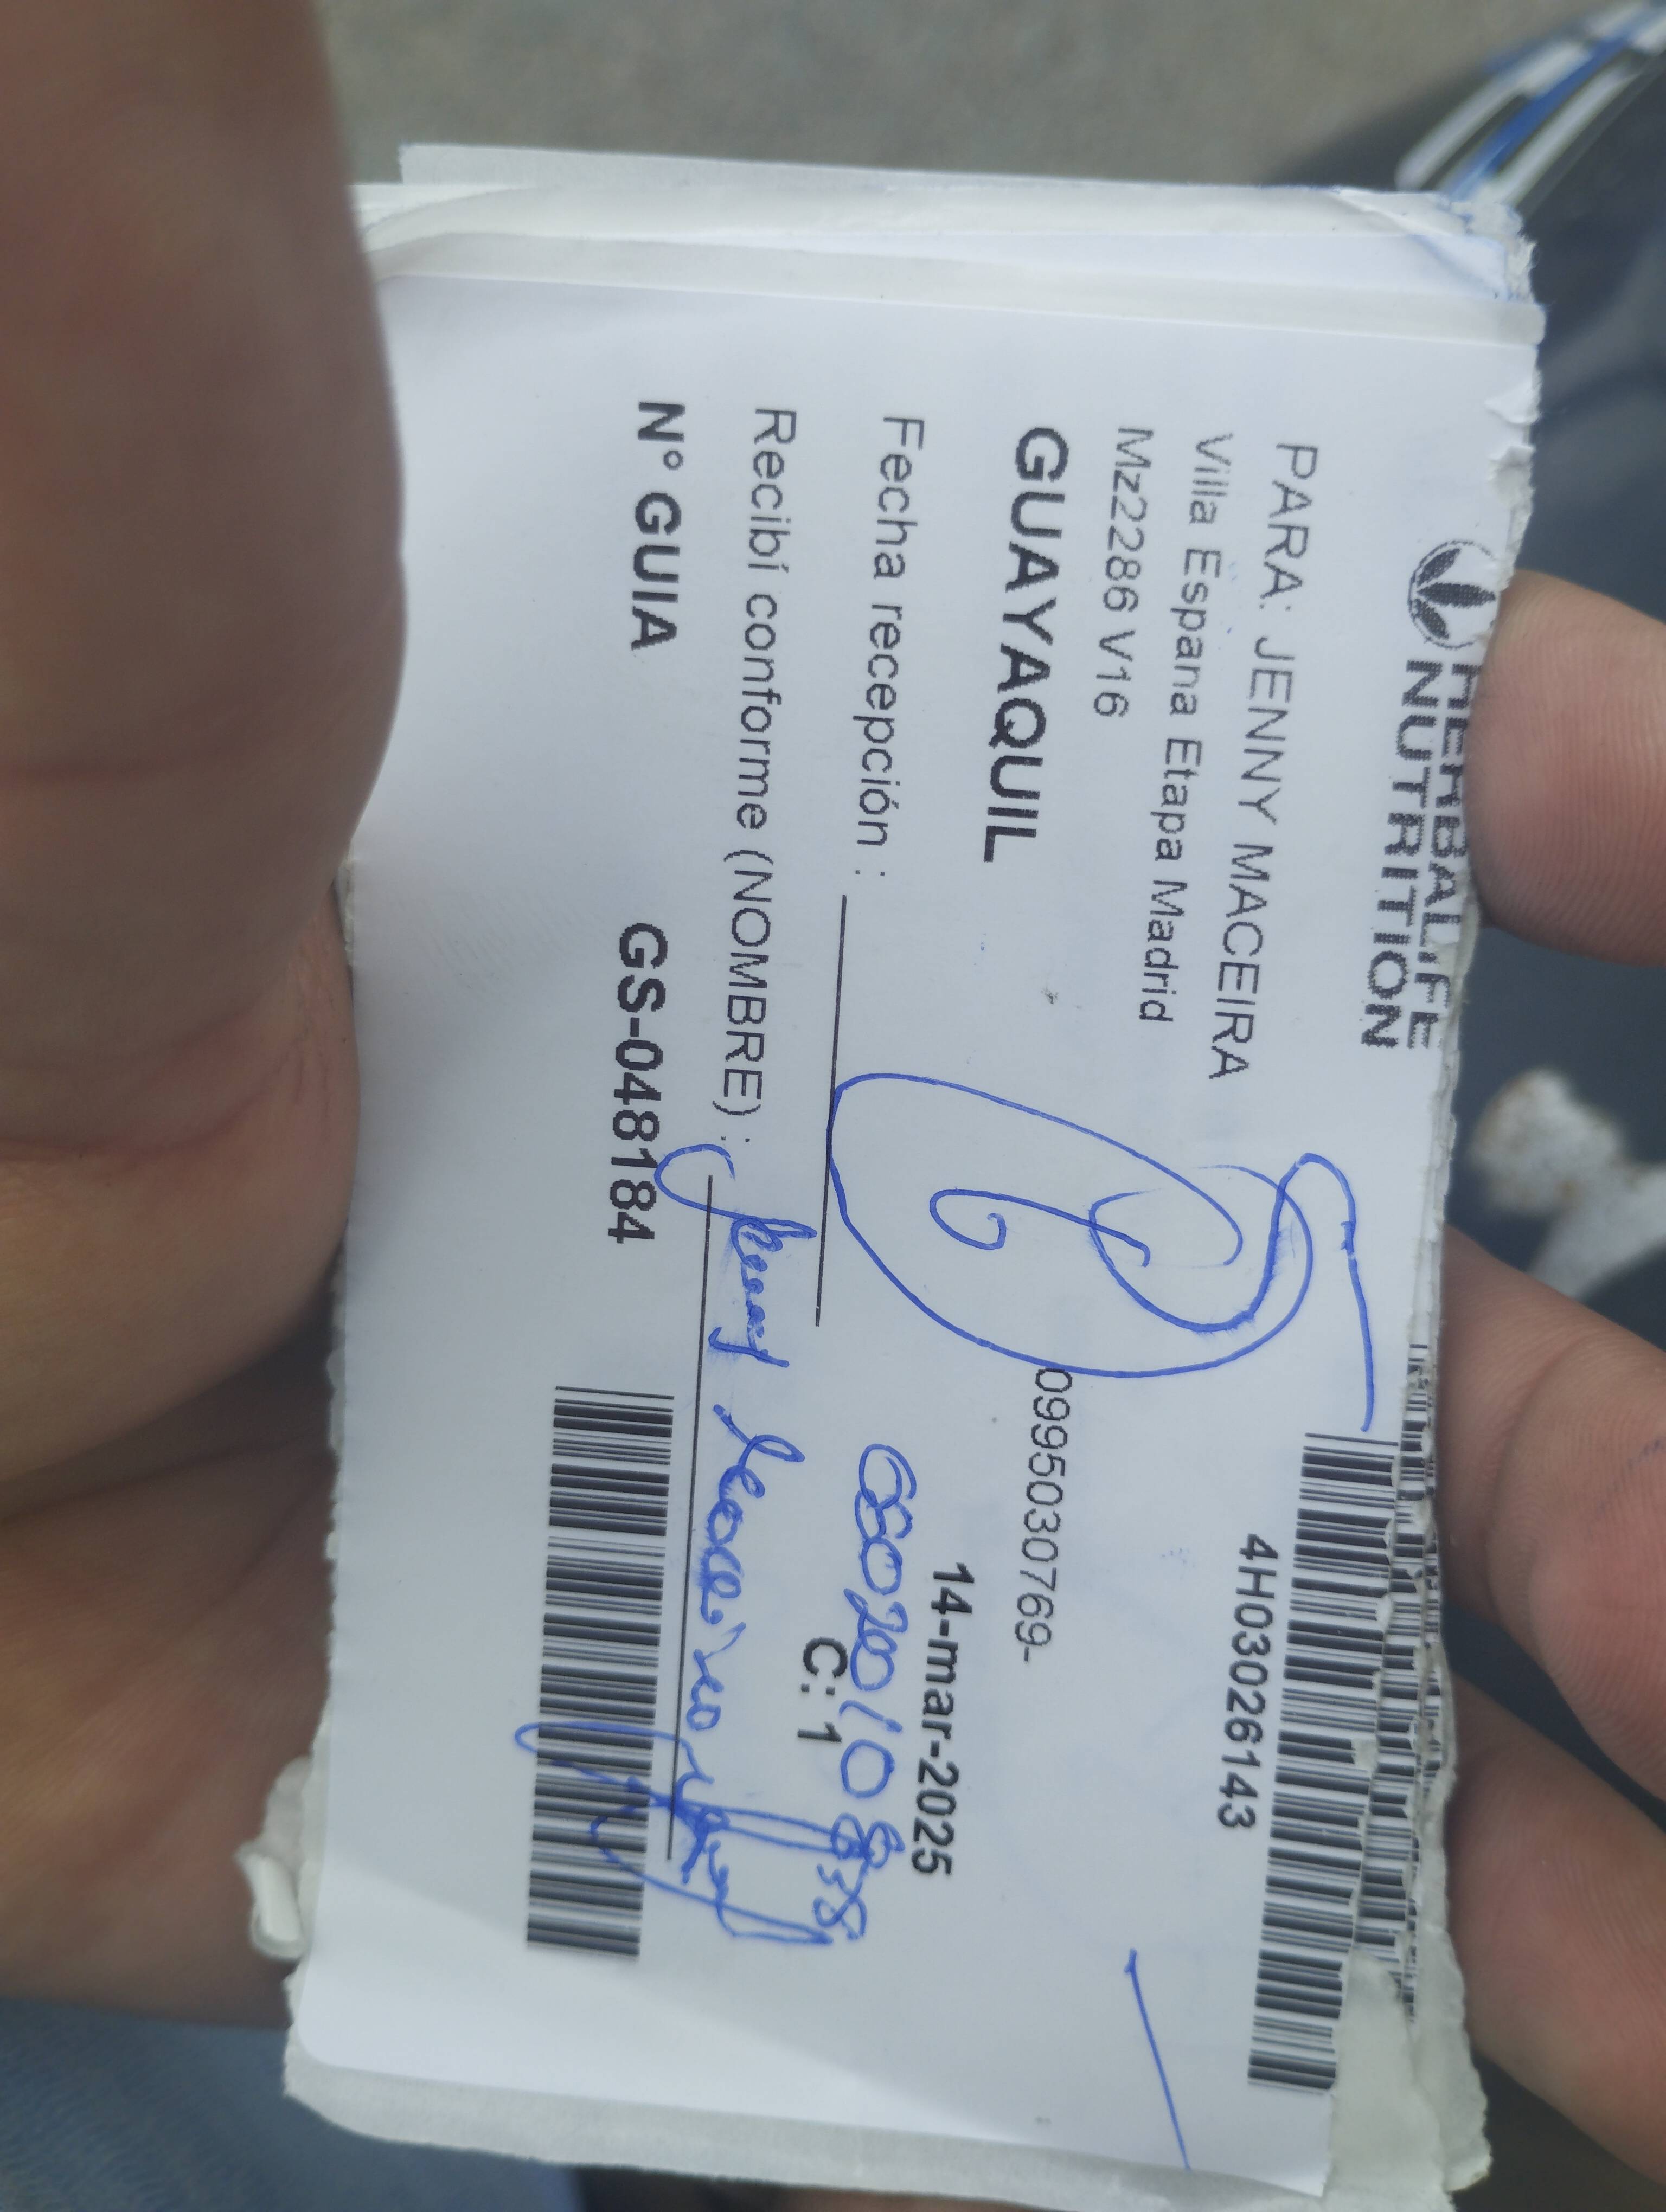 HERBALIFE
NUTRITION
4H03026143
PARA: JENNY MACEIRA
Villa Espana Etapa Madrid
Mz2286 V16
0995030769-
GUAYAQUIL
14-mar-2025
Fecha recepción :
C: 1
Recibí conforme (NOMBRE) :
N° GUIA GS-048184